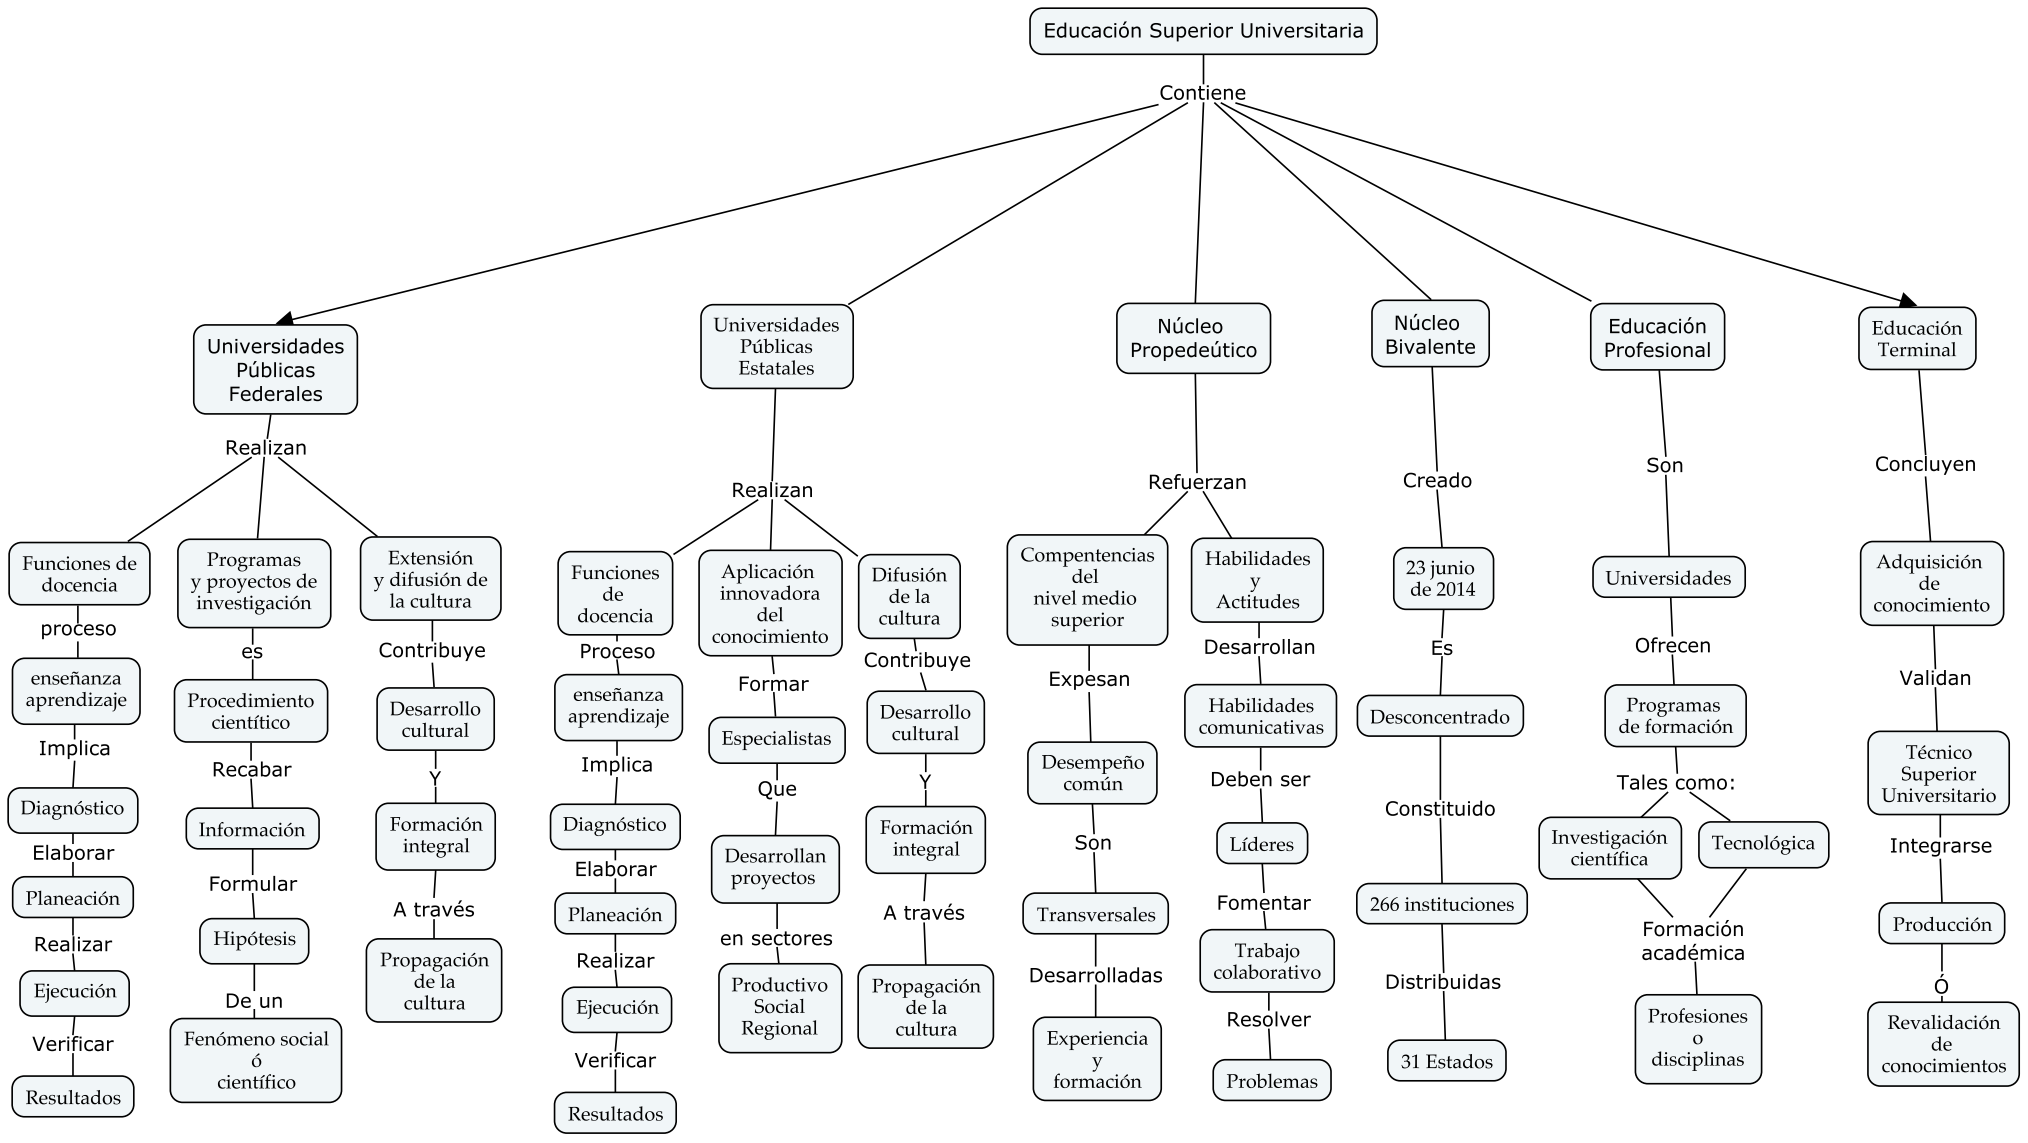 Educación Superior Universitaria
Contiene
Universidades
Públicas
Federales
Realizan
Funciones de
docencia
proceso
enseñanza
aprendizaje
Implica
Diagnóstico
Elaborar
Planeación
Realizar
Ejecución
Verificar
Resultados
Programas
y proyectos de
investigación
es
Procedimiento
cientítico
Recabar
Información
Formular
Hipótesis
De un
Fenómeno social
ó
científico
Extensión
y difusión de
la cultura
Contribuye
Desarrollo
cultural
Y
Formación
integral
A través
Propagación
de la
cultura
Universidades
Públicas
Estatales
Realizan
Funciones
de
docencia
Proceso
enseñanza
aprendizaje
Implica
Diagnóstico
Elaborar
Planeación
Realizar
Ejecución
Verificar
Resultados
Aplicación
innovadora
del
conocimiento
Formar
Especialistas
Que
Desarrollan
proyectos
en sectores
Productivo
Social
Regional
Difusión
de la
cultura
Contribuye
Desarrollo
cultural
Y
Formación
integral
A través
Propagación
de la
cultura
Núcleo
Propedeútico
Refuerzan
Compentencias
del
nivel medio
superior
Expesan
Desempeño
común
Son
Transversales
Desarrolladas
Experiencia
y
formación
Habilidades
y
Actitudes
Desarrollan
Habilidades
comunicativas
Deben ser
Líderes
Fomentar
Trabajo
colaborativo
Resolver
Problemas
Núcleo
Bivalente
Creado
23 junio
de 2014
Es
Desconcentrado
Constituido
266 instituciones
Distribuidas
31 Estados
Educación
Profesional
Son
Universidades
Ofrecen
Programas
de formación
Tales como:
Investigación
científica
Tecnológica
Formación
académica
Profesiones
o
disciplinas
Educación
Terminal
Concluyen
Adquisición
de
conocimiento
Validan
Técnico
Superior
Universitario
Integrarse
Producción
Ó
Revalidación
de
conocimientos